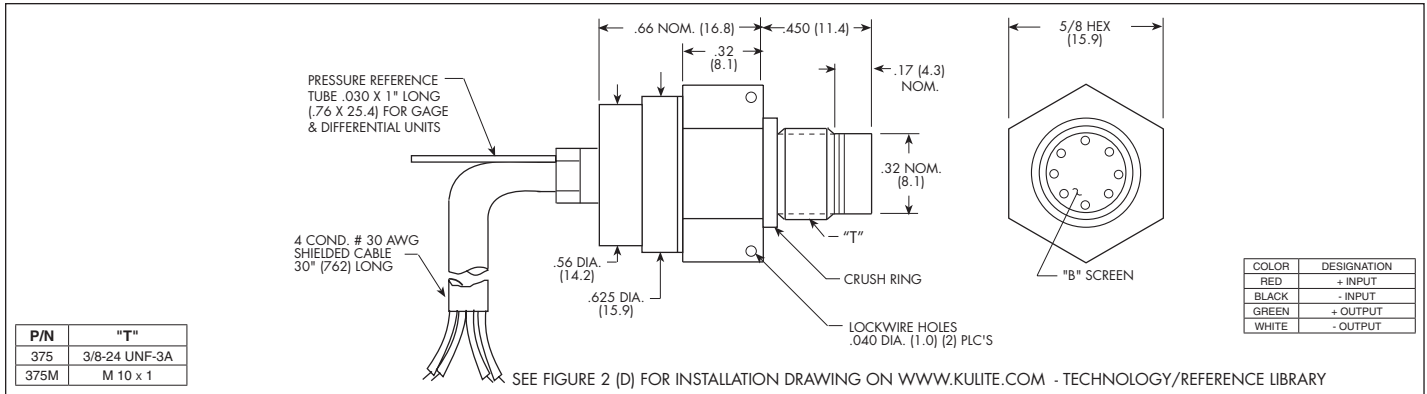 .66 NOM. (16.8)
.450 (11.4)
.32
(8.1)
.17 (4.3)
NOM.
5/8 HEX
(15.9)
PRESSURE REFERENCE
TUBE .030 X 1" LONG
(.76 X 25.4) FOR GAGE
& DIFFERENTIAL UNITS
.32 NOM.
(8.1)
"T"
4 COND. # 30 AWG
SHIELDED CABLE
30" (762) LONG
.56 DIA.
(14.2)
.625 DIA.
(15.9)
CRUSH RING
"B" SCREEN
LOCKWIRE HOLES
.040 DIA. (1.0) (2) PLC'S
COLOR DESIGNATION
RED + INPUT
BLACK - INPUT
GREEN + OUTPUT
WHITE - OUTPUT
P/N "T"
375 3/8-24 UNF-3A
375M M 10 x 1
SEE FIGURE 2 (D) FOR INSTALLATION DRAWING ON WWW.KULITE.COM - TECHNOLOGY/REFERENCE LIBRARY